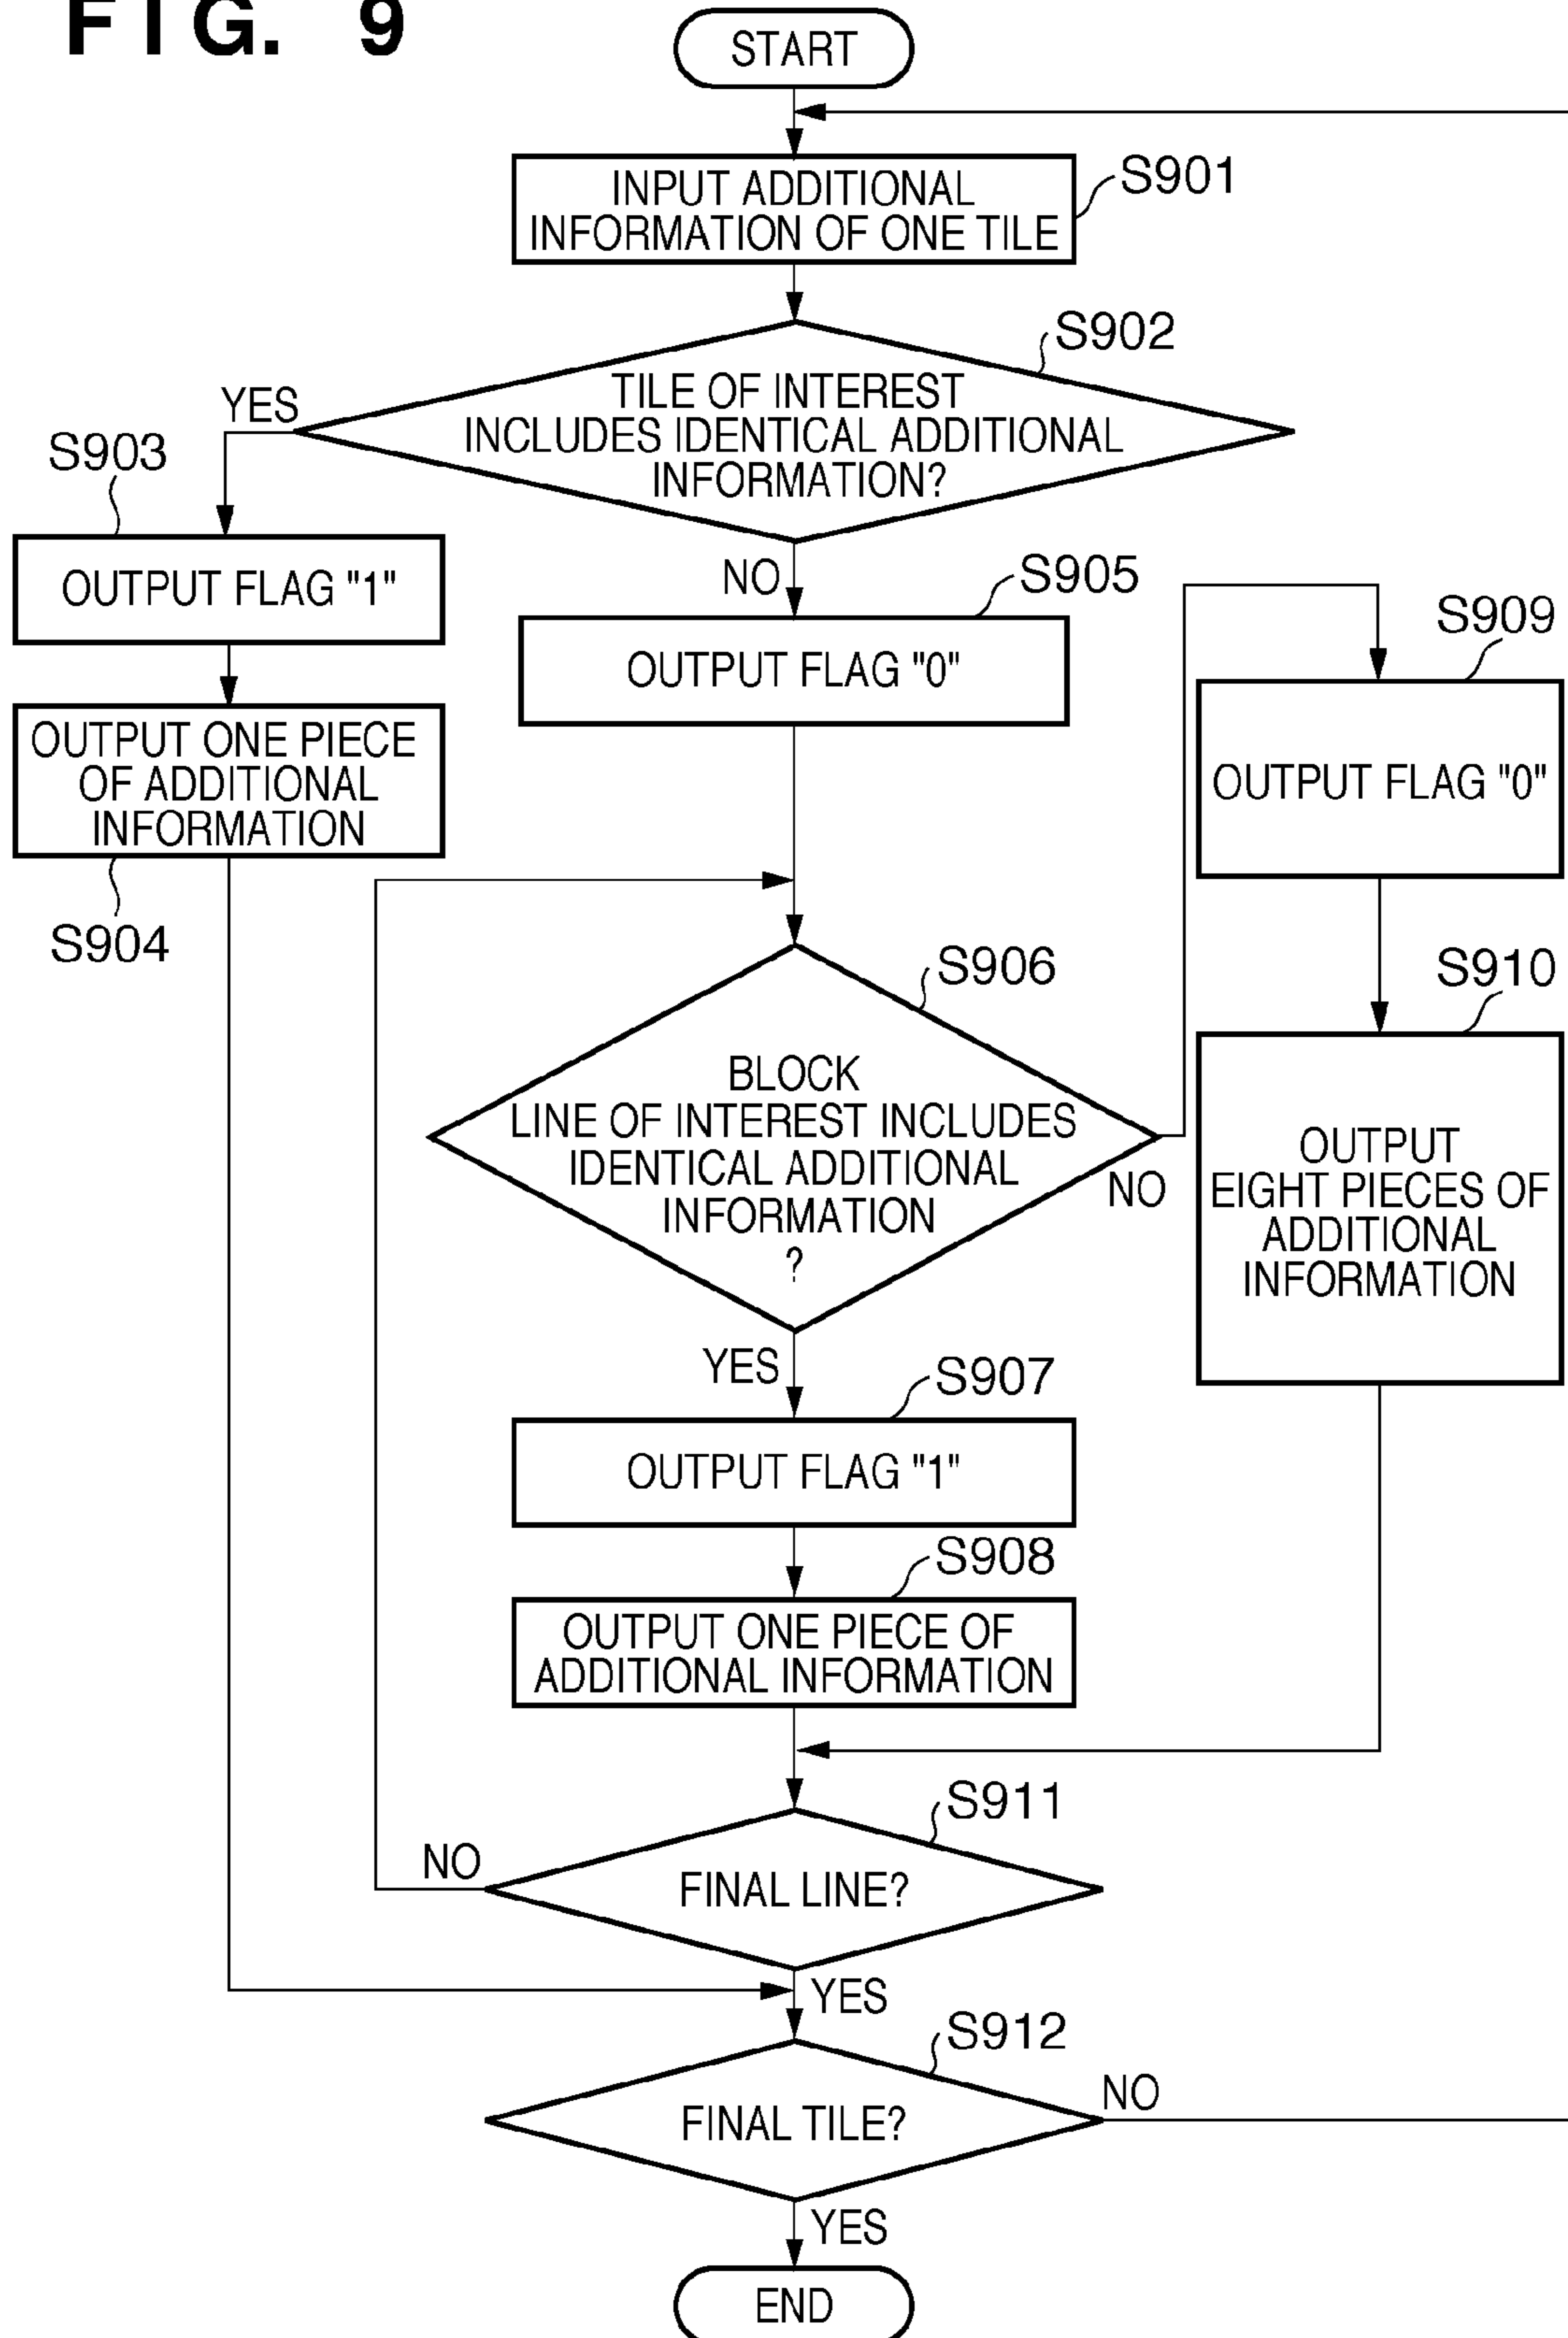 FIG. 9
START
INPUT ADDITIONAL
INFORMATION OF ONE TILE
S901
TILE OF INTEREST
INCLUDES IDENTICAL ADDITIONAL
INFORMATION?
S902
YES
NO
S903
OUTPUT FLAG "1"
OUTPUT ONE PIECE
OF ADDITIONAL
INFORMATION
S904
S905
OUTPUT FLAG "0"
S906
BLOCK
LINE OF INTEREST INCLUDES
IDENTICAL ADDITIONAL
INFORMATION
?
NO
S909
OUTPUT FLAG "0"
S910
OUTPUT
EIGHT PIECES OF
ADDITIONAL
INFORMATION
YES
S907
OUTPUT FLAG "1"
S908
OUTPUT ONE PIECE OF
ADDITIONAL INFORMATION
S911
FINAL LINE?
NO
YES
S912
FINAL TILE?
NO
YES
END